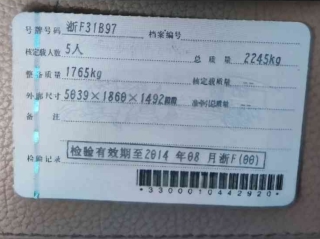 号牌号码 浙F31B97 档案编号
核定载人数 5人 总质量 2245kg
整备质量 1765kg 核定载质量 --
外廓尺寸 5039×1860×1492mm 准牵引总质量 --
备注
检验记录 检验有效期至2014年08月浙F(00)
*3300010442920*